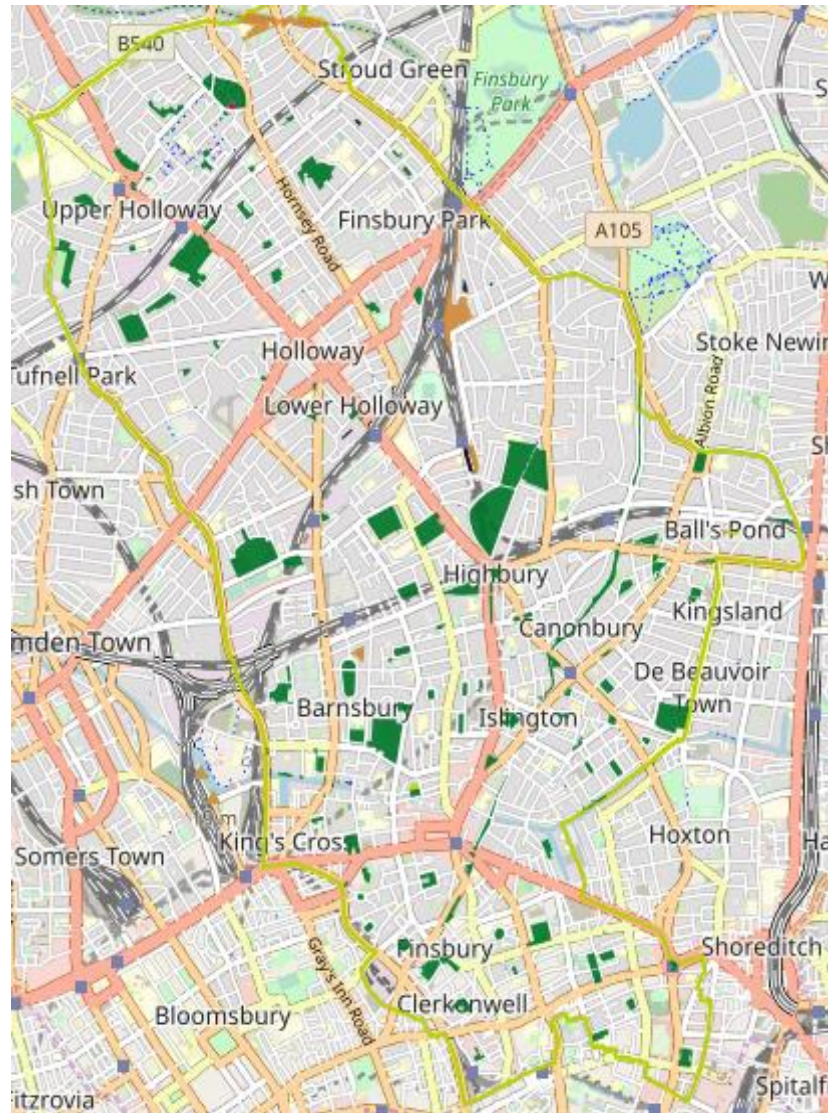 B540
Stroud Green
Finsbury
Park
Upper Holloway
Hornsey Road
Finsbury Park
A105
Holloway
Stoke Newin
ufnell Park
Albion Road
Lower Holloway
sh Town
Ball's Pond
Highbury
Kingsland
Canonbury
mden Town
De Beauvoir
Town
Barnsbury
Islington
King's Cross
Hoxton
Somers Town
Ha
Gray's Inn Road
Finsbury
Shoreditch
Clerkenwell
Bloomsbury
itzrovia
Spitalf